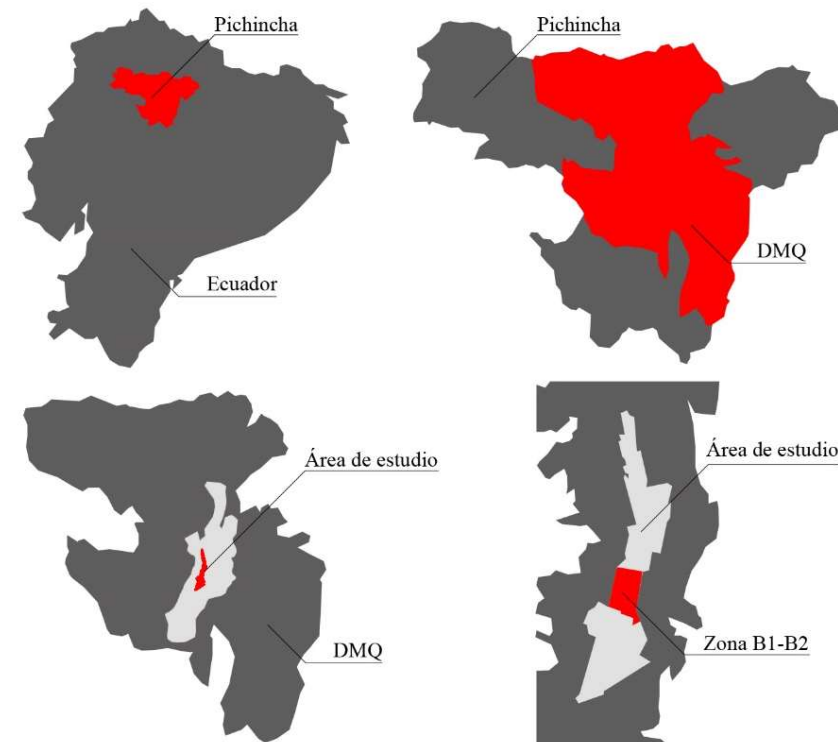 Pichincha
Ecuador
Pichincha
DMQ
Área de estudio
DMQ
Área de estudio
Zona B1-B2